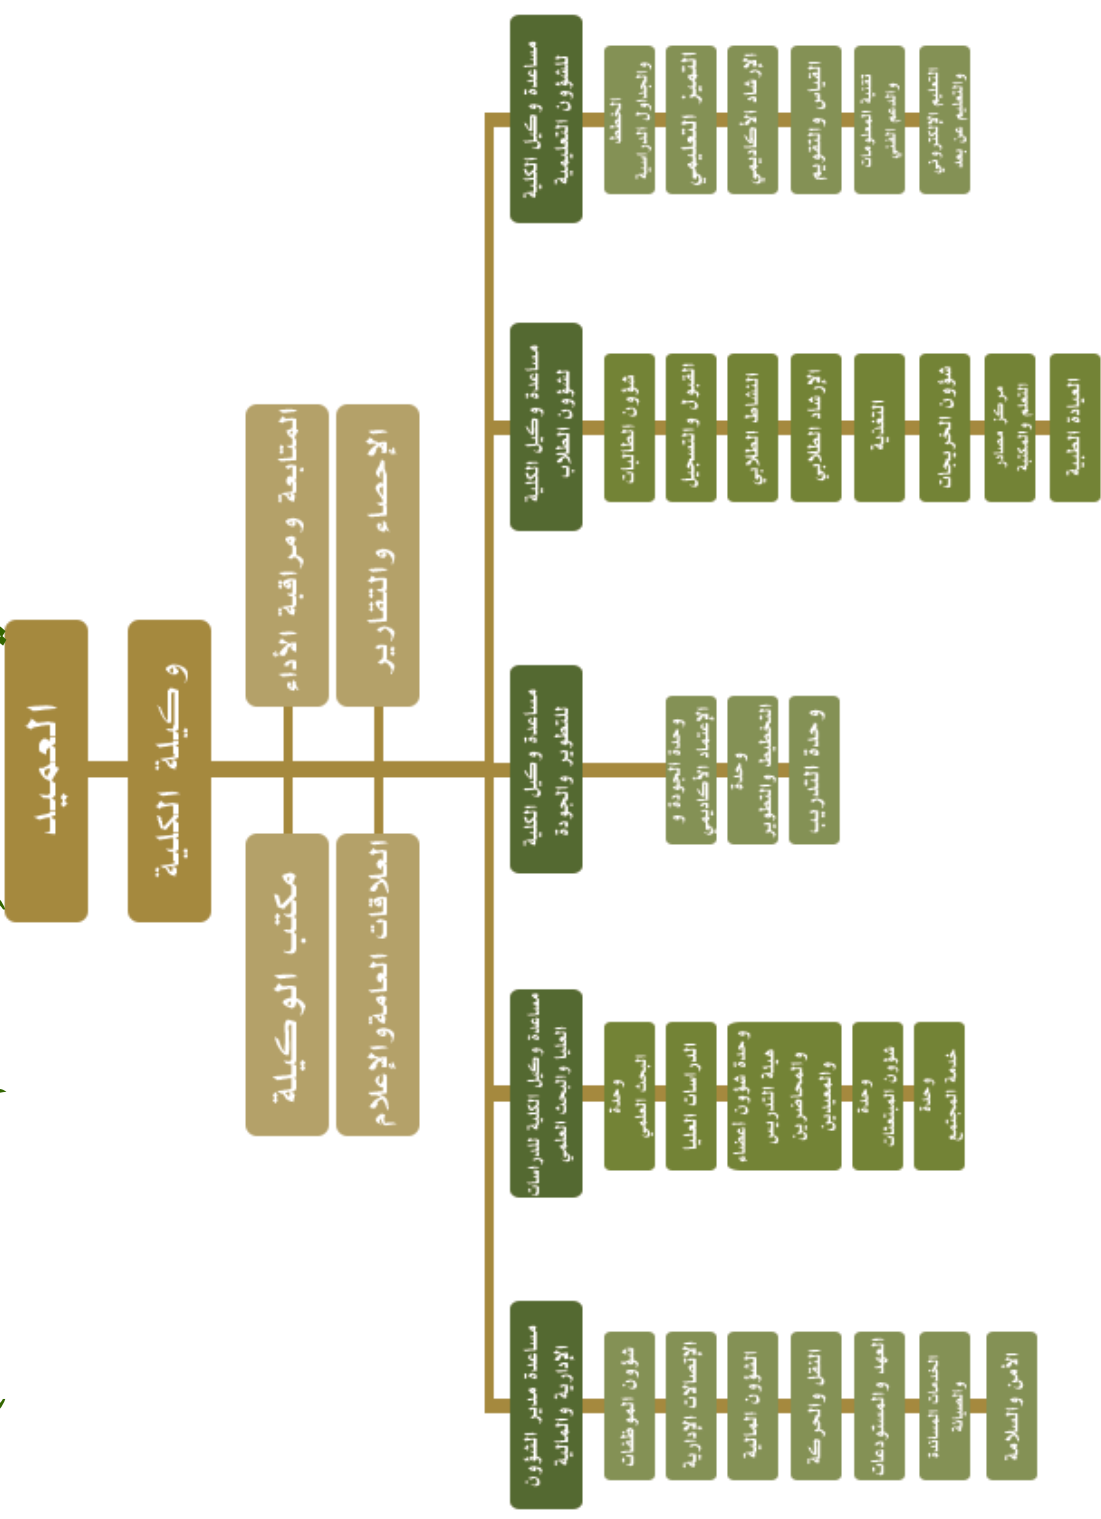 العميد
وكيلة الكلية
المتابعة ومراقبة الأداء
مكتب الوكيلة
الإحصاء والتقارير
العلاقات العامة والإعلام
مساعدة وكيل الكلية
للشؤون التعليمية
الخطط
والجداول الدراسية
التميز التعليمي
الإرشاد الأكاديمي
القياس والتقويم
تقنية المعلومات
والدعم الفني
التعليم الإلكتروني
والتعليم عن بعد
مساعدة وكيل الكلية
لشؤون الطلاب
شؤون الطالبات
القبول والتسجيل
النشاط الطلابي
الإرشاد الطلابي
التغذية
شؤون الخريجات
مركز مصادر
التعلم والمكتبة
العيادة الطبية
مساعدة وكيل الكلية
للتطوير والجودة
وحدة الجودة و
الإعتماد الأكاديمي
وحدة
التخطيط والتطوير
وحدة التدريب
مساعدة وكيل الكلية للدراسات
العليا والبحث العلمي
وحدة
البحث العلمي
الدراسات العليا
وحدة شؤون اعضاء
هيئة التدريس
والمحاضرين
والمعيدين
وحدة
شؤون المبتعثات
وحدة
خدمة المجتمع
مساعدة مدير الشؤون
الإدارية والمالية
شؤون الموظفات
الإتصالات الإدارية
الشؤون المالية
النقل والحركة
العهد والمستودعات
الخدمات المساندة
والصيانة
الأمن والسلامة